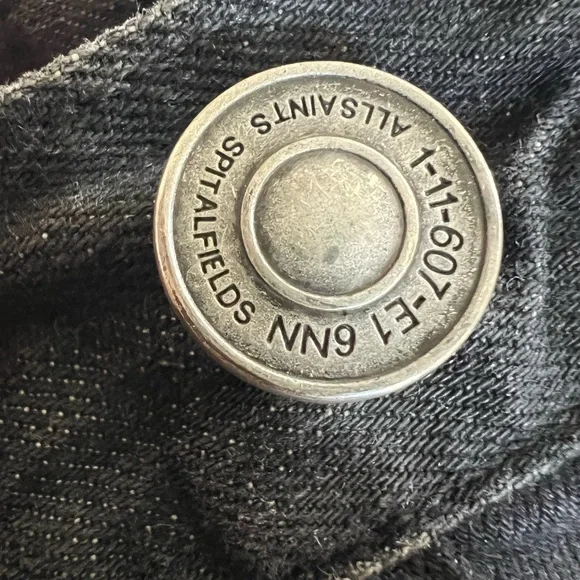 ALLSAINTS SPITALFIELDS
1-11-607-E1 6NN